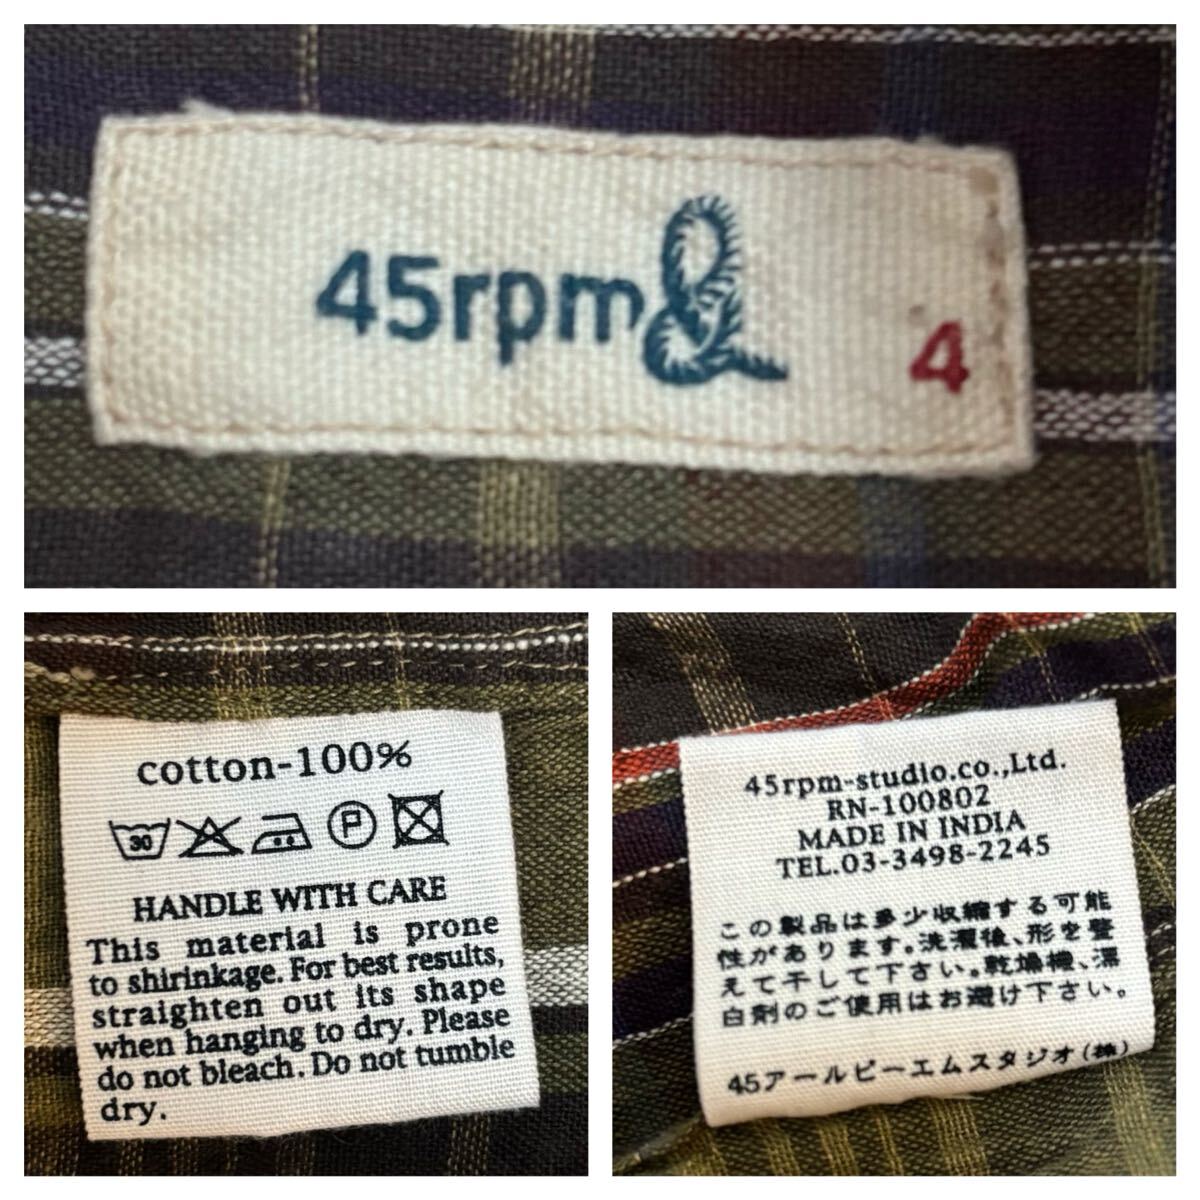 45rpm
4
cotton-100%
30 P
HANDLE WITH CARE
This material is prone
to shirinkage. For best results,
straighten out its shape
when hanging to dry. Please
do not bleach. Do not tumble
dry.
45rpm-studio.co.,Ltd.
RN-100802
MADE IN INDIA
TEL.03-3498-2245
この製品は多少収縮する可能
性があります。洗濯後、形を整
えて干して下さい。乾燥機、漂
白剤のご使用はお避け下さい。
45アールピーエムスタジオ(株)